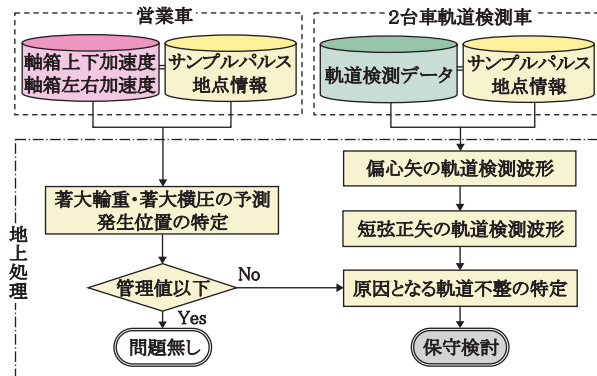 営業車
軸箱上下加速度
軸箱左右加速度
サンプルパルス
地点情報
2台車軌道検測車
軌道検測データ
サンプルパルス
地点情報
地上処理
著大輪重・著大横圧の予測
発生位置の特定
管理値以下
No
Yes
問題無し
偏心矢の軌道検測波形
短弦正矢の軌道検測波形
原因となる軌道不整の特定
保守検討